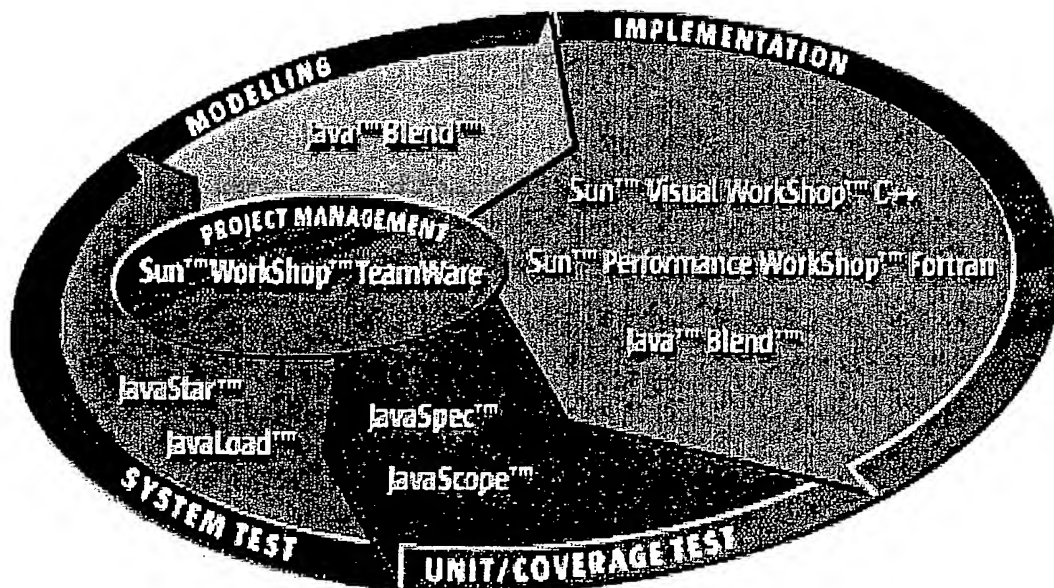 MODELLING
IMPLEMENTATION
Java™ Blend™
Sun™ Visual WorkShop™ C++
PROJECT MANAGEMENT
Sun™ WorkShop™ TeamWare
Sun™ Performance WorkShop™ Fortran
Java™ Blend™
JavaStar™
JavaLoad™
JavaSpec™
JavaScope™
SYSTEM TEST
UNIT/COVERAGE TEST